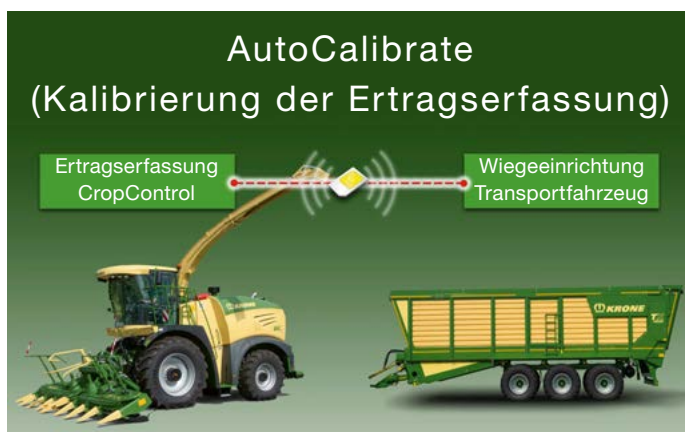 AutoCalibrate
(Kalibrierung der Ertragserfassung)
Ertragserfassung
CropControl
Wiegeeinrichtung
Transportfahrzeug
KRONE